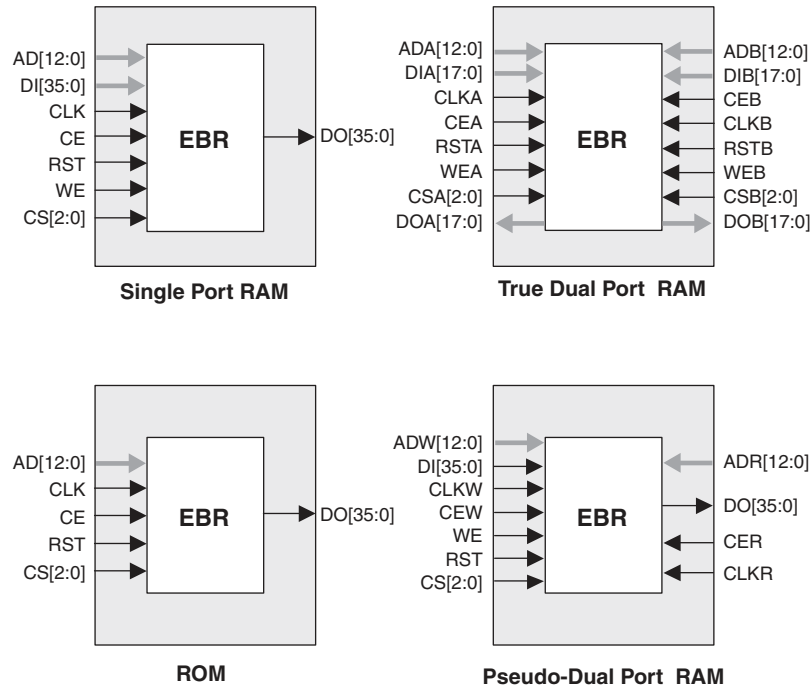 AD[12:0]
DI[35:0]
CLK
CE
RST
WE
CS[2:0]
EBR
DO[35:0]
Single Port RAM
ADA[12:0]
DIA[17:0]
CLKA
CEA
RSTA
WEA
CSA[2:0]
DOA[17:0]
EBR
ADB[12:0]
DIB[17:0]
CEB
CLKB
RSTB
WEB
CSB[2:0]
DOB[17:0]
True Dual Port RAM
AD[12:0]
CLK
CE
RST
CS[2:0]
EBR
DO[35:0]
ROM
ADW[12:0]
DI[35:0]
CLKW
CEW
WE
RST
CS[2:0]
EBR
ADR[12:0]
DO[35:0]
CER
CLKR
Pseudo-Dual Port RAM